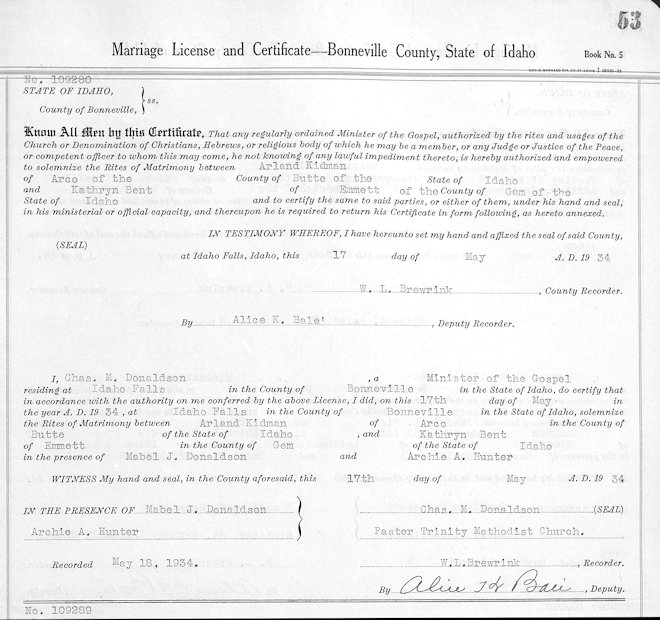 53
Marriage License and Certificate—Bonneville County, State of Idaho Book No. 5
No. 109280
STATE OF IDAHO,
County of Bonneville, } ss.
Know All Men by this Certificate, That any regularly ordained Minister of the Gospel, authorized by the rites and usages of the
Church or Denomination of Christians, Hebrews, or religious body of which he may be a member, or any Judge or Justice of the Peace,
or competent officer to whom this may come, he not knowing of any lawful impediment thereto, is hereby authorized and empowered
to solemnize the Rites of Matrimony between Arland Kidman
of Arco of the County of Butte of the State of Idaho
and Kathryn Bent of Emmett of the County of Gem of the
State of Idaho and to certify the same to said parties, or either of them, under his hand and seal,
in his ministerial or official capacity, and thereupon he is required to return his Certificate in form following, as hereto annexed.
IN TESTIMONY WHEREOF, I have hereunto set my hand and affixed the seal of said County,
(SEAL)
at Idaho Falls, Idaho, this 17 day of May A. D. 19 34
W. L. Brewrink, County Recorder.
By Alice K. Bale', Deputy Recorder.
I, Chas. M. Donaldson, a Minister of the Gospel
residing at Idaho Falls in the County of Bonneville in the State of Idaho, do certify that
in accordance with the authority on me conferred by the above License, I did, on this 17th day of May in
the year A. D. 19 34, at Idaho Falls in the County of Bonneville in the State of Idaho, solemnize
the Rites of Matrimony between Arland Kidman of Arco in the County of
Butte of the State of Idaho, and Kathryn Bent
of Emmett in the County of Gem of the State of Idaho
in the presence of Mabel J. Donaldson and Archie A. Hunter
WITNESS My hand and seal, in the County aforesaid, this 17th day of May A. D. 19 34
IN THE PRESENCE OF Mabel J. Donaldson Chas. M. Donaldson (SEAL)
Archie A. Hunter Paster Trinity Methodist Church.
Recorded May 18, 1934. W.L.Brewrink, Recorder.
By Alice K Bale, Deputy.
No. 109289